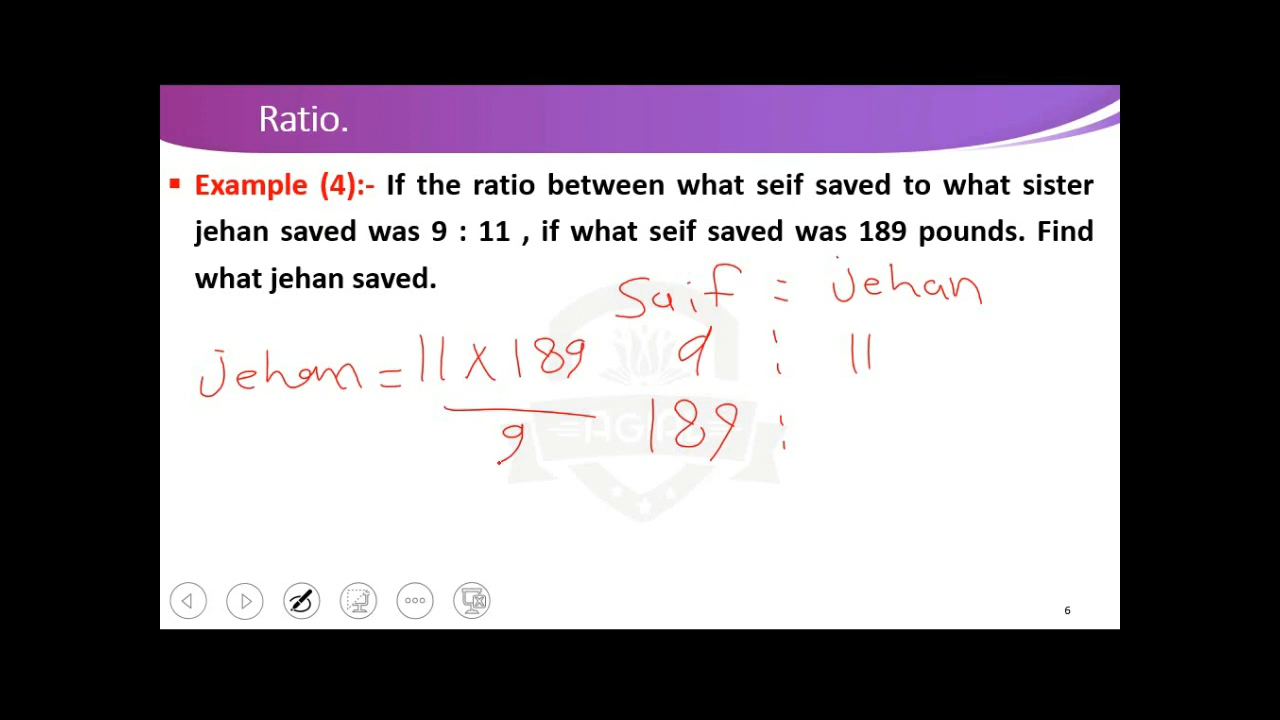 Ratio.
Example (4):- If the ratio between what seif saved to what sister
jehan saved was 9 : 11 , if what seif saved was 189 pounds. Find
what jehan saved.
Saif : jehan
jehan = 11 x 189
9 : 11
9
189 :
AGIA
6